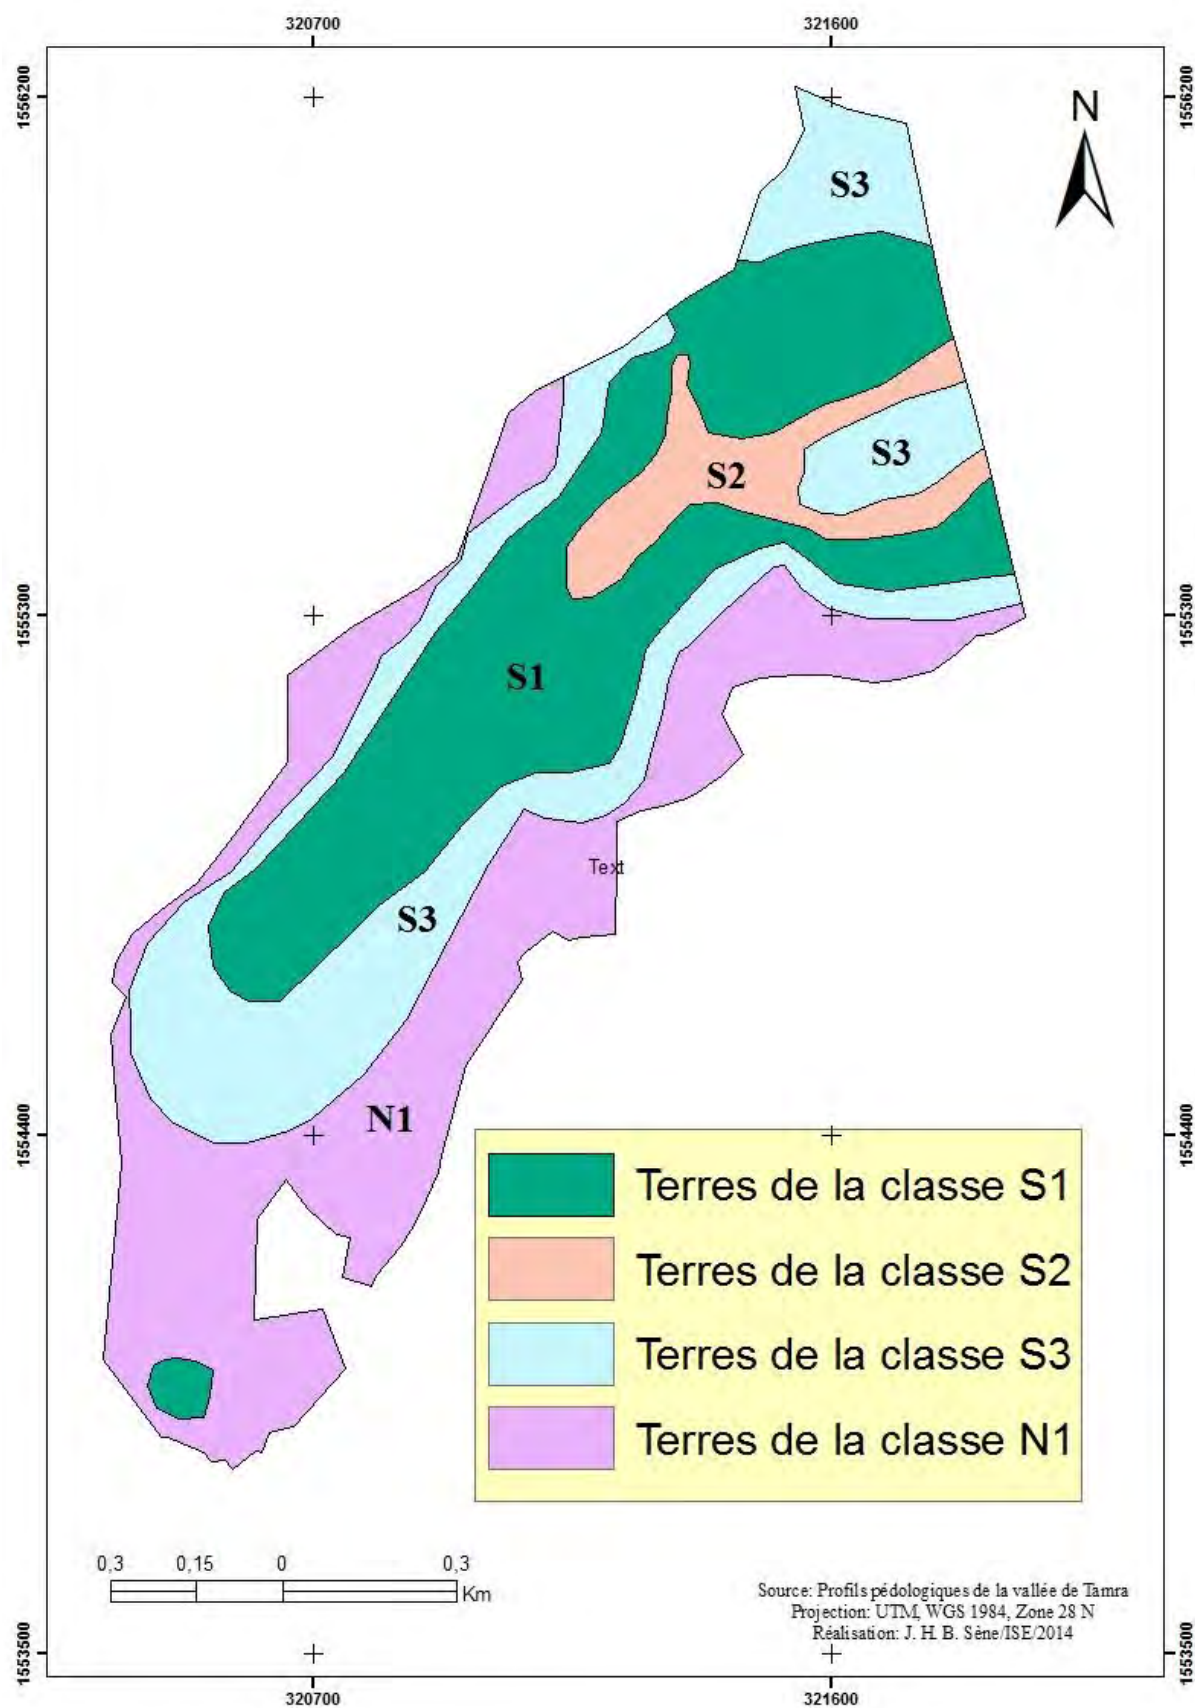 320700
321600
1556200
1556200
N
S3
S3
S2
1555300
1555300
S1
Text
S3
N1
1554400
1554400
Terres de la classe S1
Terres de la classe S2
Terres de la classe S3
Terres de la classe N1
0,3 0,15 0 0,3
Km
Source: Profils pédologiques de la vallée de Tamra
Projection: UTM, WGS 1984, Zone 28 N
Réalisation: J. H. B. Sène/ISE/2014
1553500
1553500
320700
321600